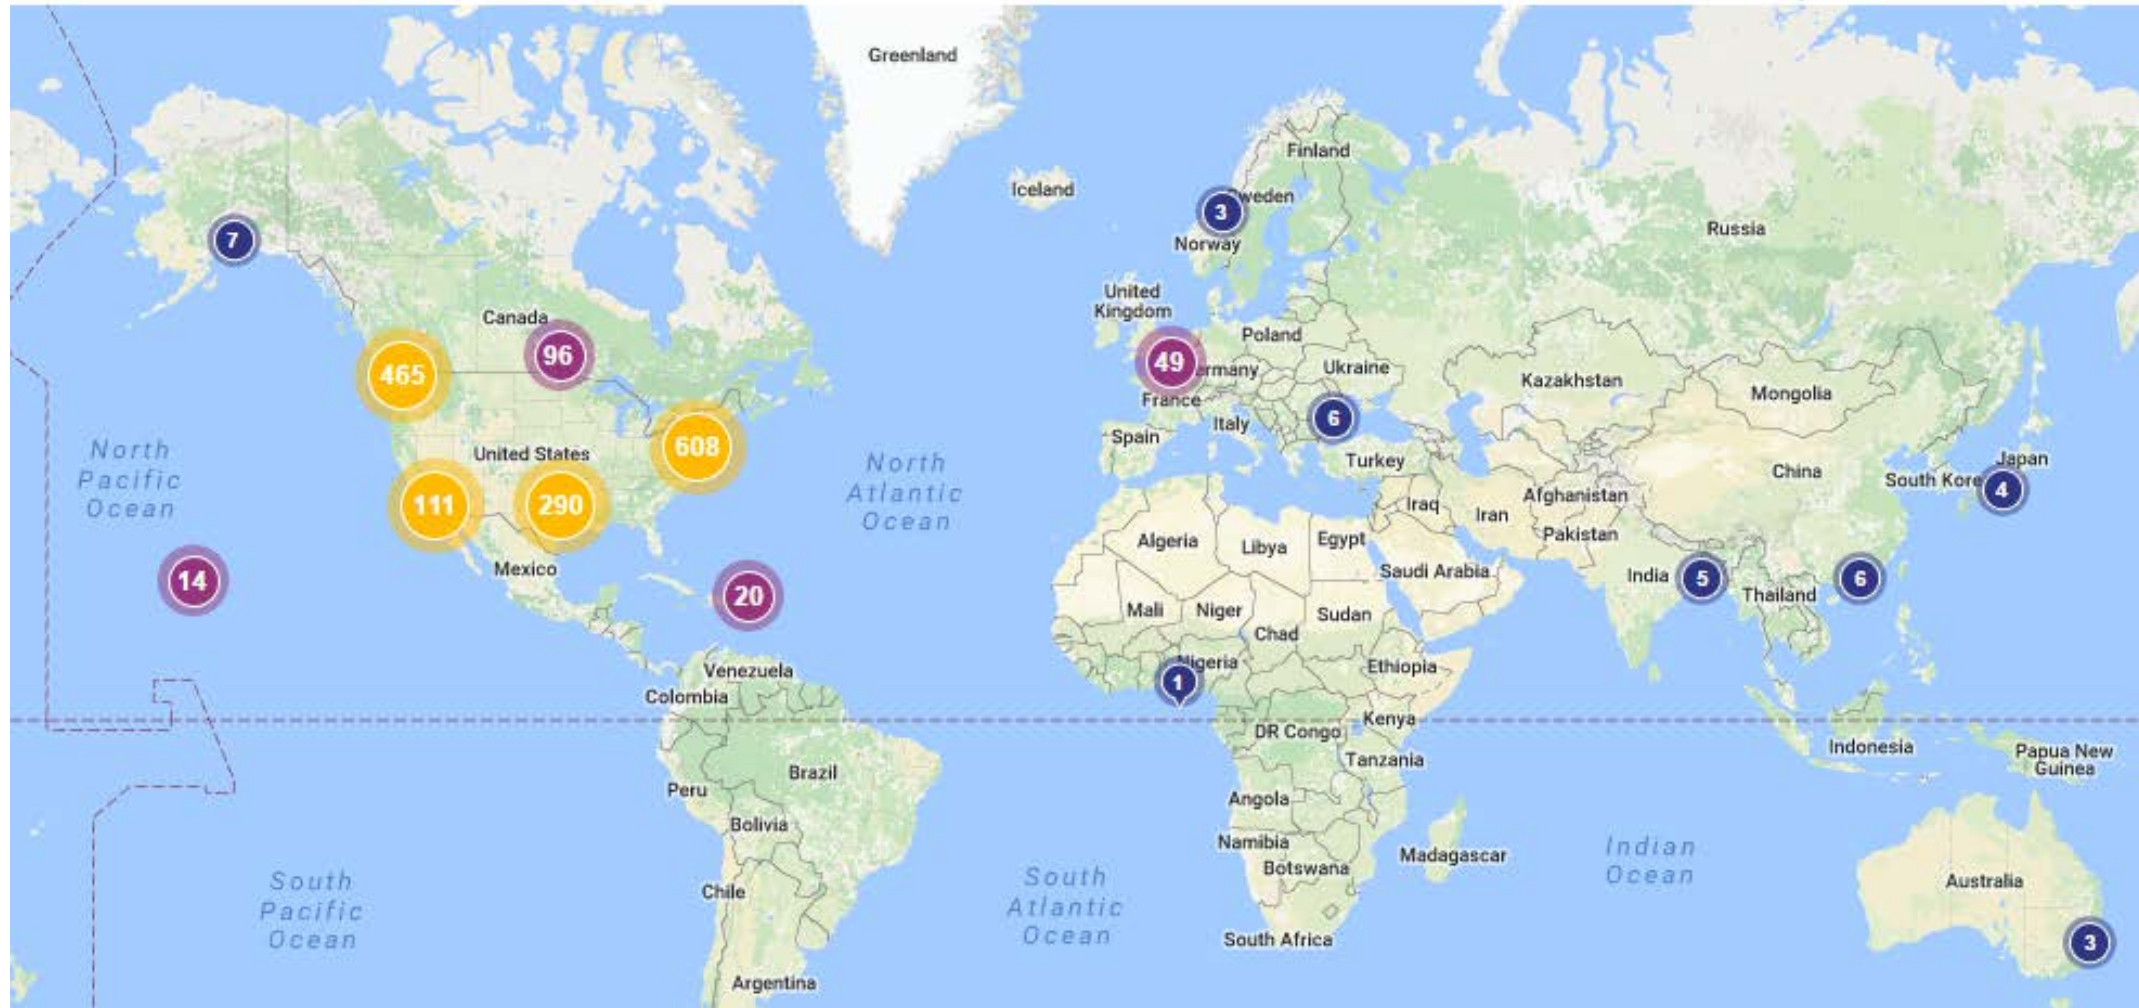 Greenland
Finland
Iceland
Sweden
3
Russia
7
Norway
United
Kingdom
Canada
Poland
96
49
Germany
465
Ukraine
Kazakhstan
Mongolia
France
6
Italy
Spain
608
North
Pacific
Ocean
United States
North
Atlantic
Ocean
Turkey
China
Japan
South Kore
4
111
290
Iraq
Iran
Afghanistan
Pakistan
Algeria
Libya
Egypt
Mexico
Saudi Arabia
India
5
6
14
20
Thailand
Mali
Niger
Sudan
Chad
Venezuela
Nigeria
Ethiopia
1
Colombia
Kenya
DR Congo
Indonesia
Papua New
Guinea
Tanzania
Brazil
Peru
Angola
Bolivia
Namibia
Madagascar
Indian
Ocean
Botswana
South
Pacific
Ocean
Chile
South
Atlantic
Ocean
Australia
South Africa
3
Argentina